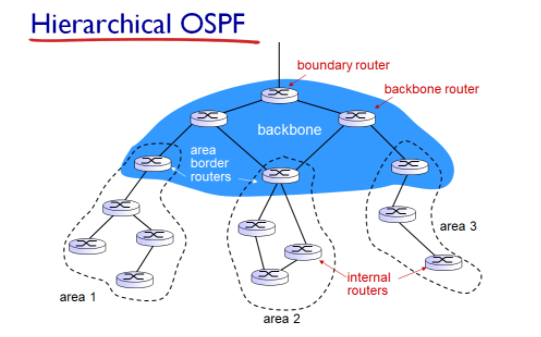 Hierarchical OSPF
boundary router
backbone router
backbone
area
border
routers
area 3
internal
routers
area 1
area 2